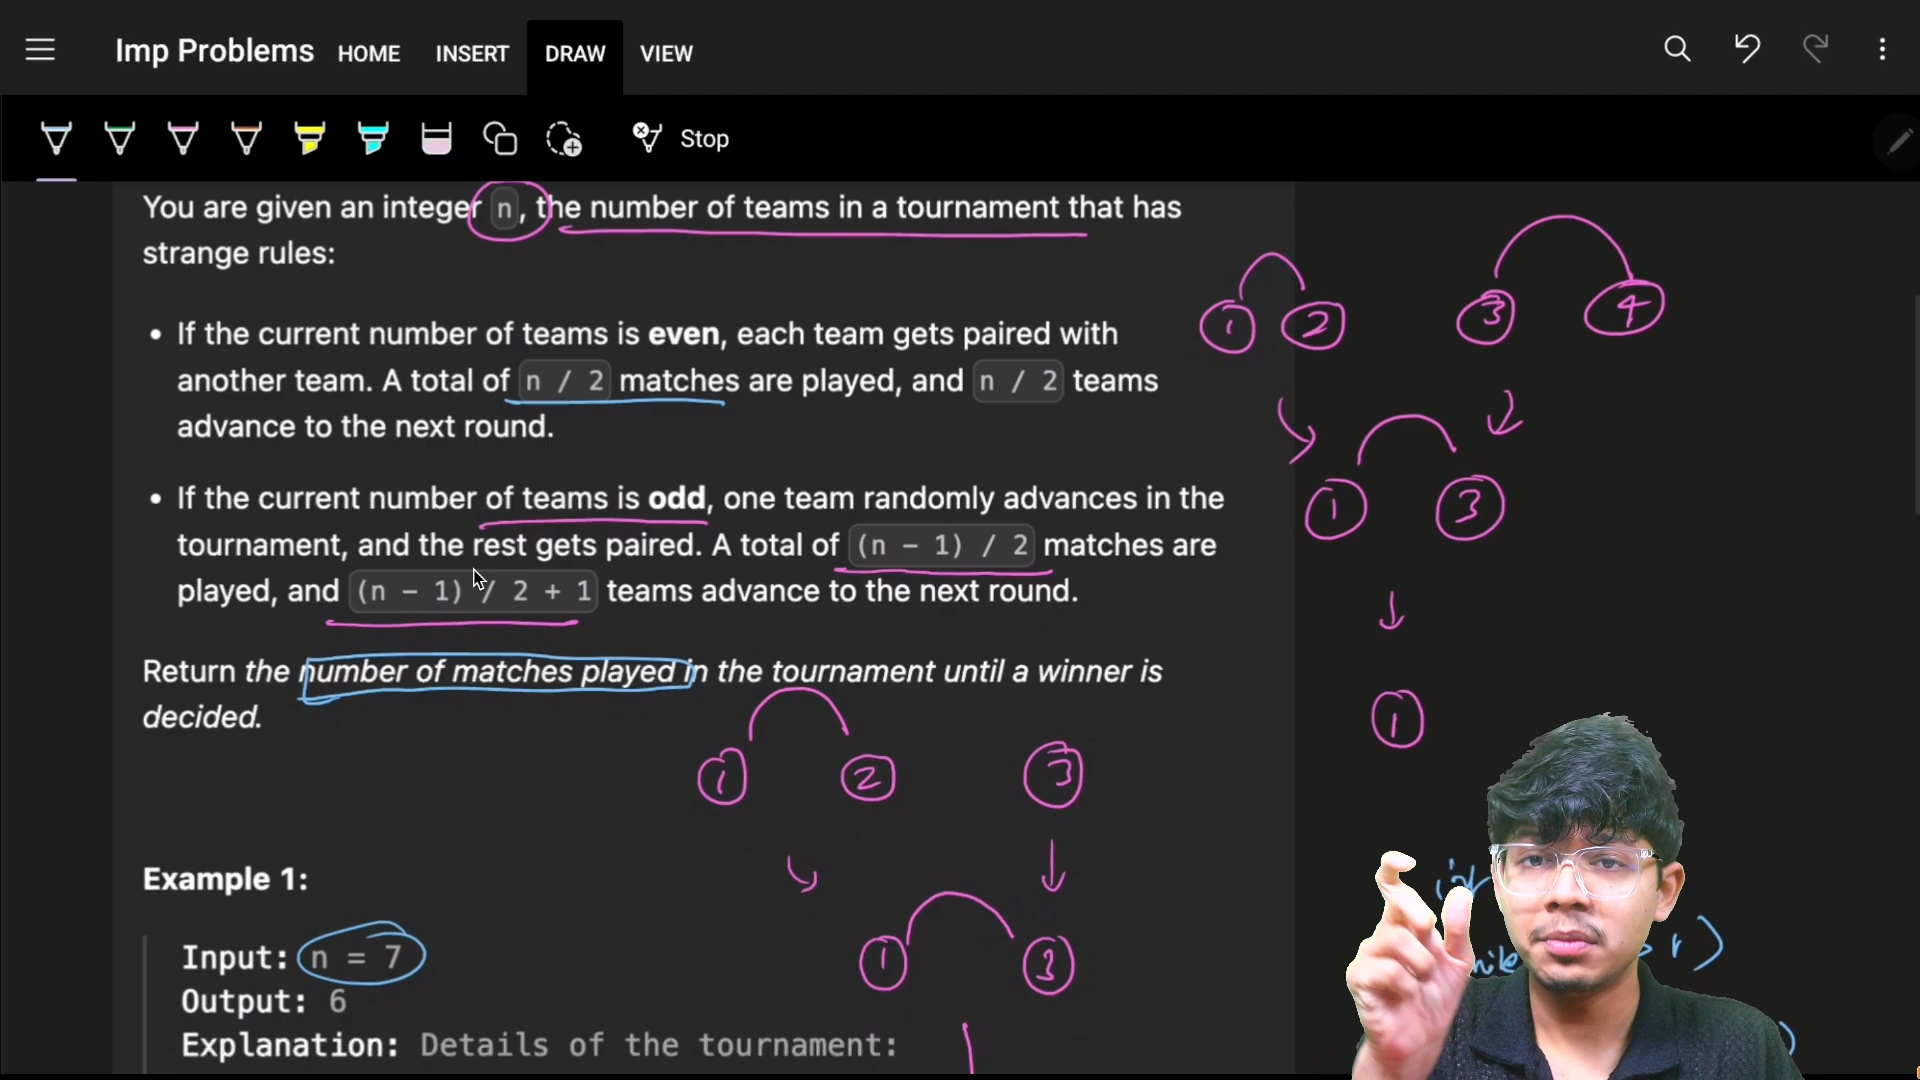 Imp Problems HOME INSERT DRAW VIEW
Stop
You are given an integer n, the number of teams in a tournament that has
strange rules:
• If the current number of teams is even, each team gets paired with
another team. A total of n / 2 matches are played, and n / 2 teams
advance to the next round.
• If the current number of teams is odd, one team randomly advances in the
tournament, and the rest gets paired. A total of (n - 1) / 2 matches are
played, and (n - 1) / 2 + 1 teams advance to the next round.
Return the number of matches played in the tournament until a winner is
decided.
Example 1:
Input: n = 7
Output: 6
Explanation: Details of the tournament:
1 2 3 4
1 3
1
1 2 3
1 3